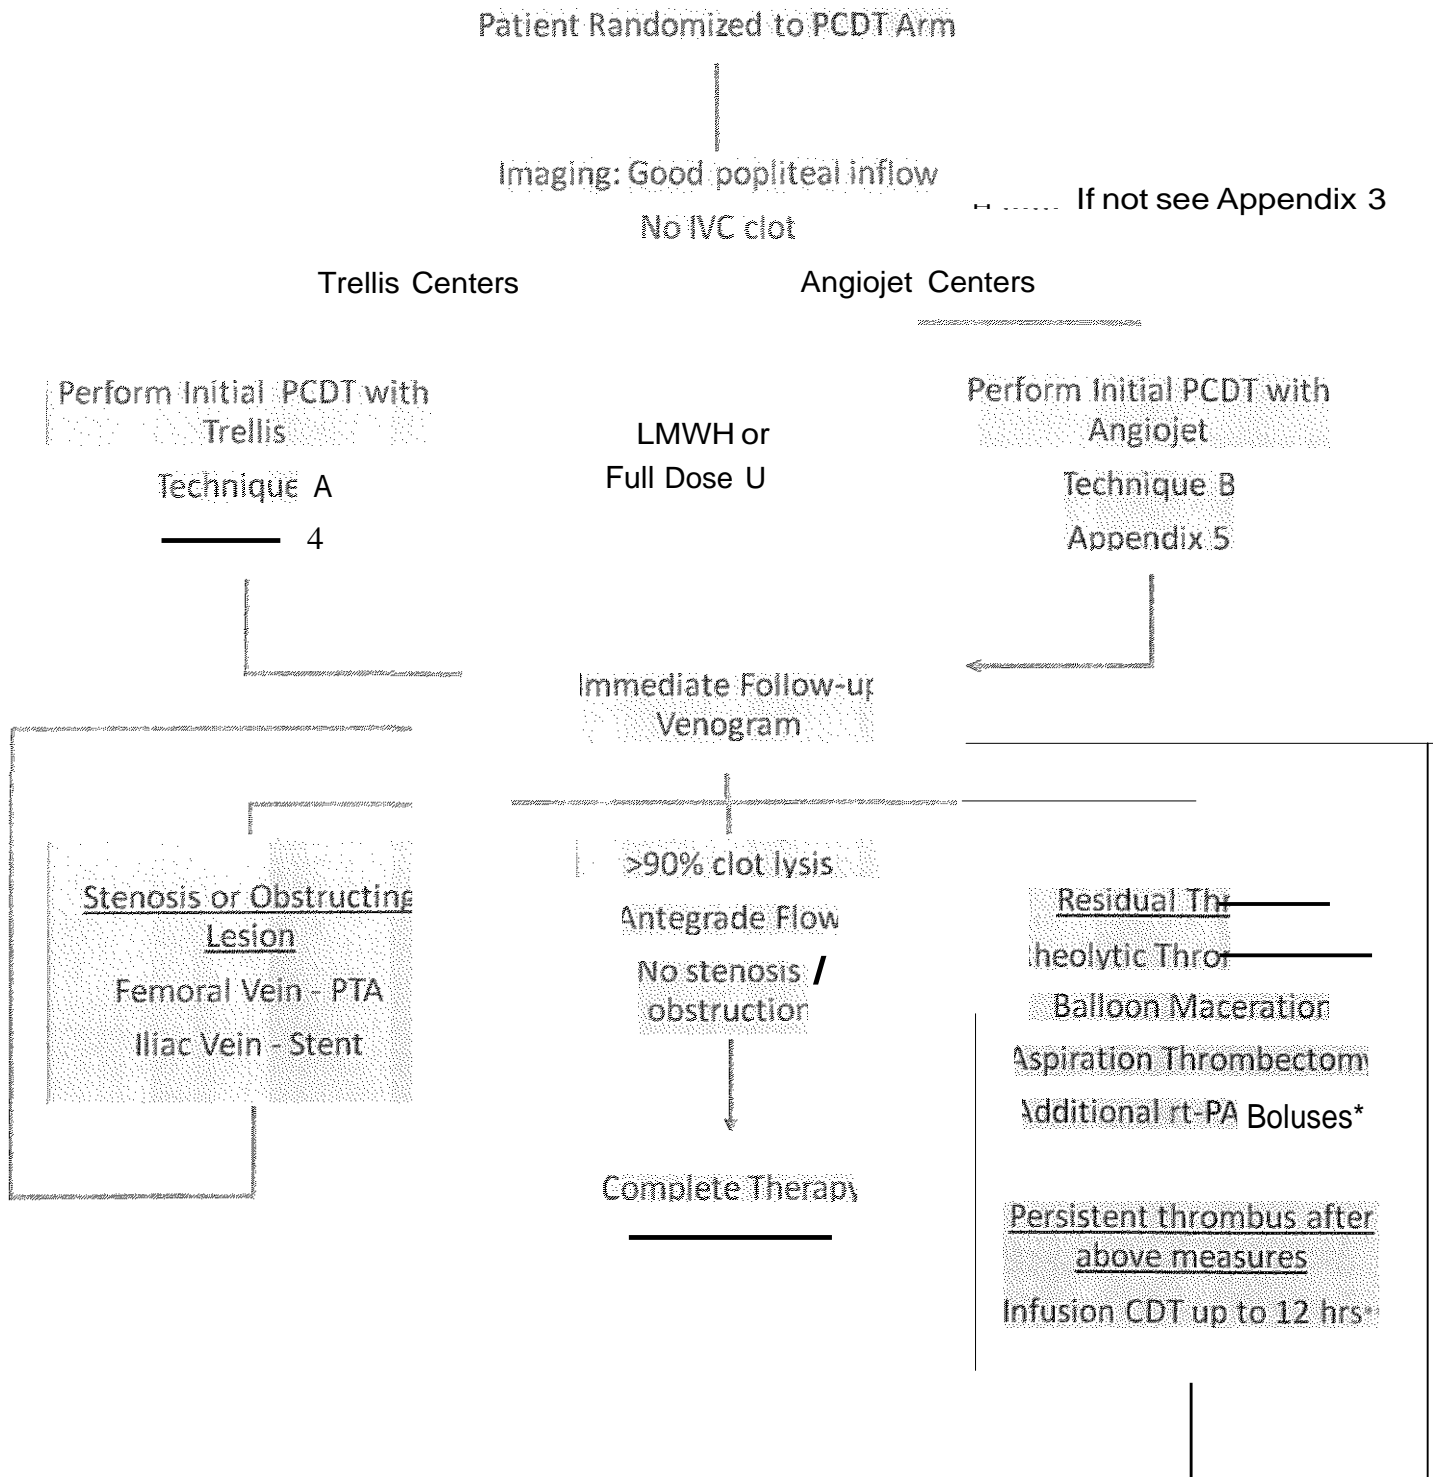 Patient Randomized to PCDT Arm
Imaging: Good popliteal inflow
If not see Appendix 3
No IVC clot
Trellis Centers
Angiojet Centers
Perform Initial PCDT with
Trellis
Technique A
4
LMWH or
Full Dose U
Perform Initial PCDT with
Angiojet
Technique B
Appendix 5
Immediate Follow-up
Venogram
Stenosis or Obstructing
Lesion
Femoral Vein - PTA
Iliac Vein - Stent
>90% clot lysis
Antegrade Flow
No stenosis /
obstruction
Complete Therapy
Residual Thr
heolytic Thro
Balloon Maceration
Aspiration Thrombectomy
Additional rt-PA Boluses*
Persistent thrombus after
above measures
Infusion CDT up to 12 hrs*